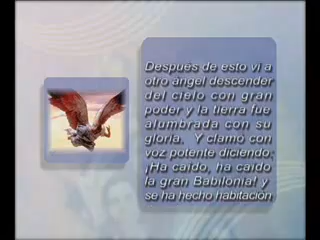 Después de esto vi a
otro ángel descender
del cielo con gran
poder y la tierra fue
alumbrada con su
gloria. Y clamó con
voz potente diciendo:
¡Ha caído, ha caído
la gran Babilonia! y
se ha hecho habitación